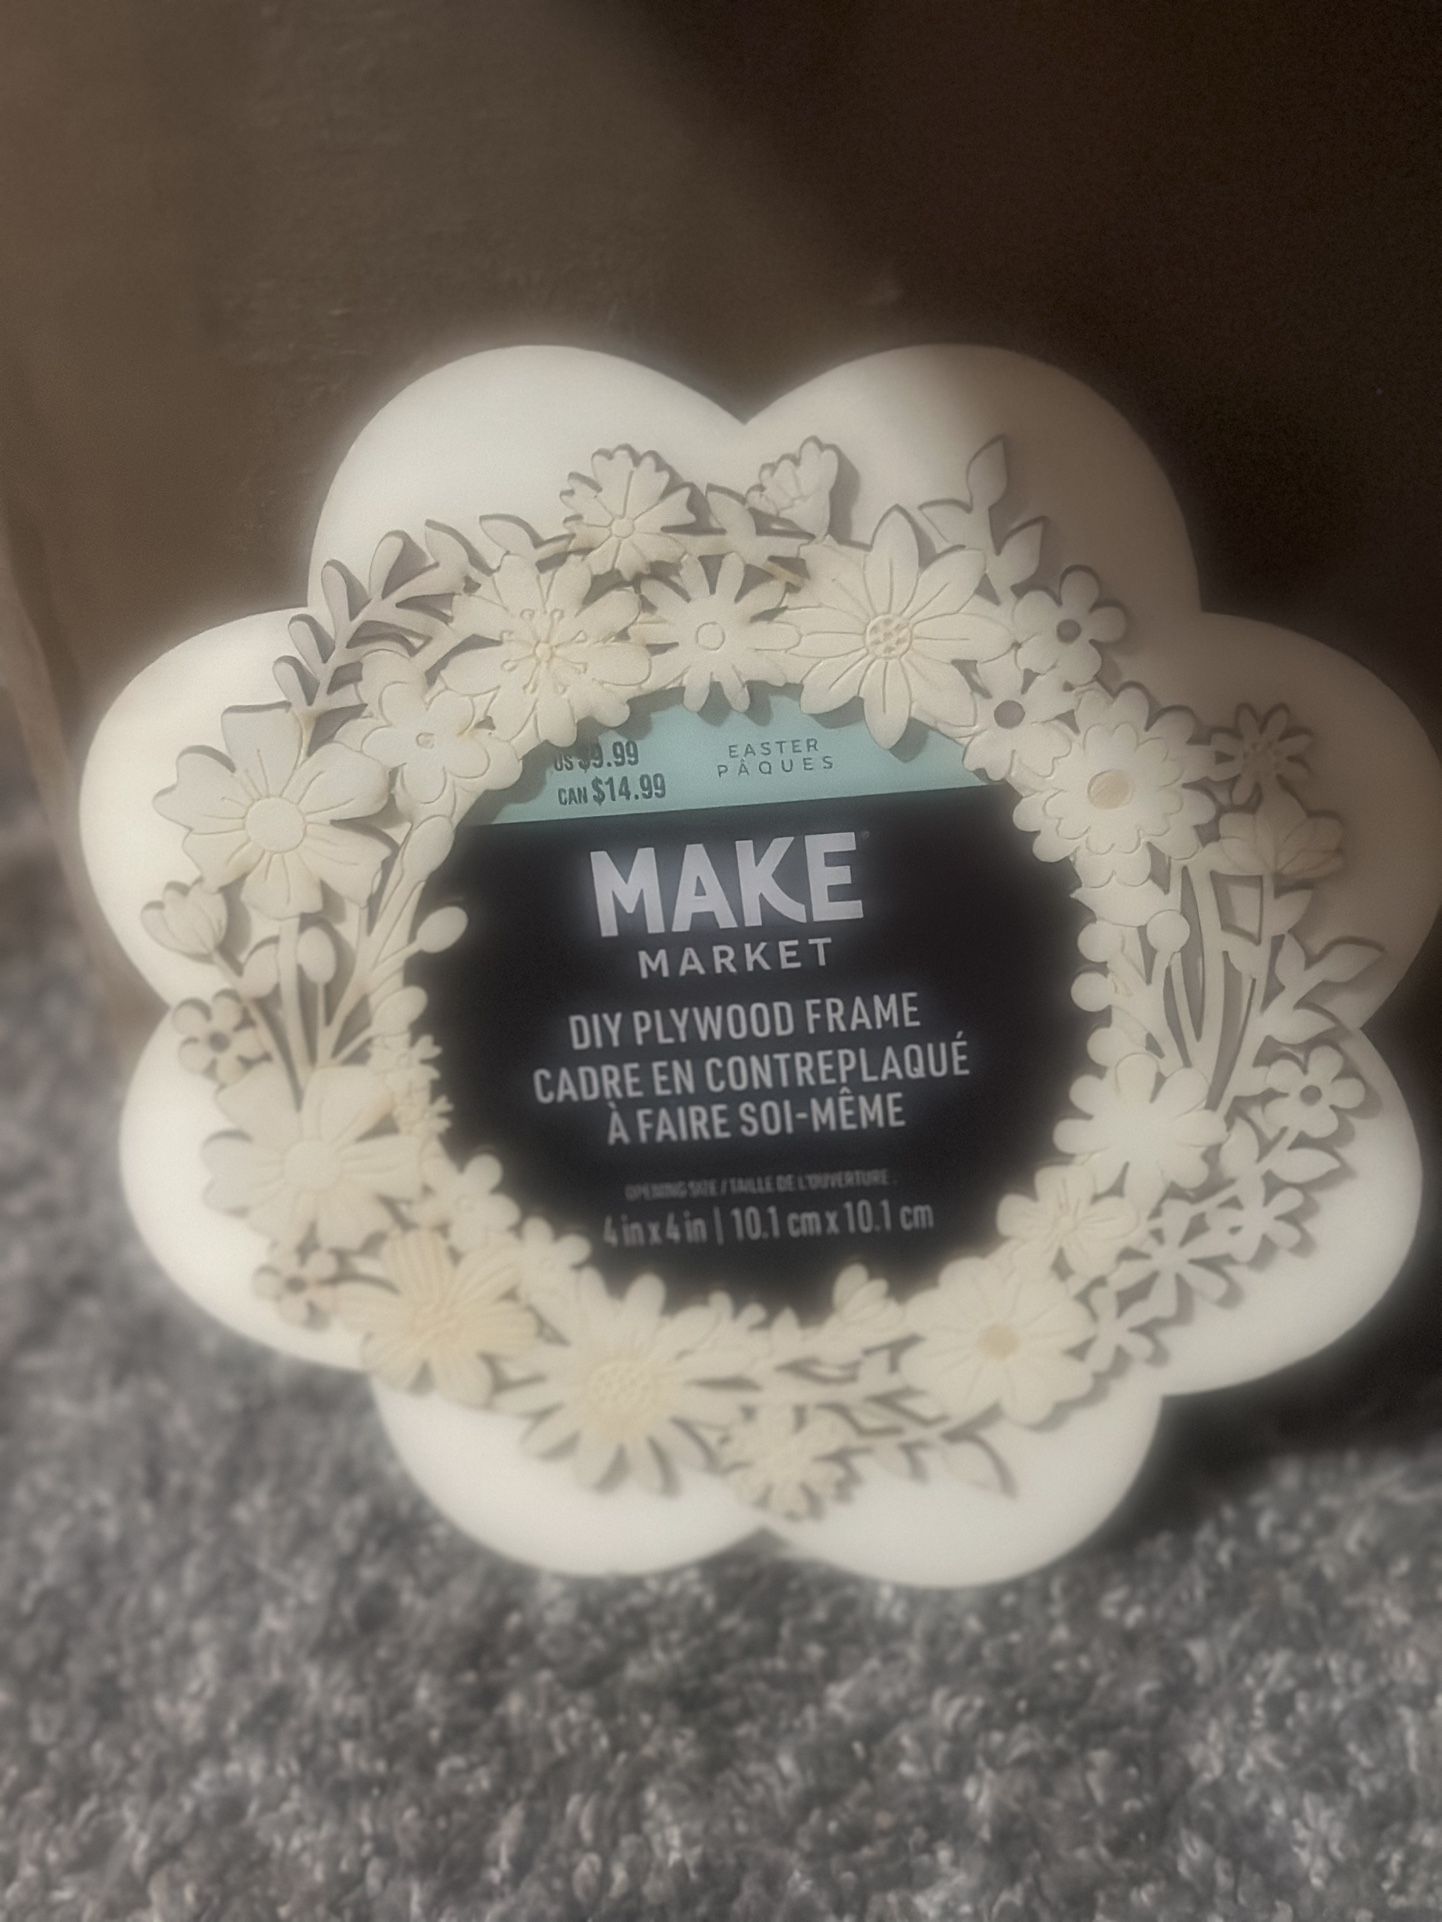 US $9.99
CAN $14.99
EASTER
PÂQUES
MAKE
MARKET
DIY PLYWOOD FRAME
CADRE EN CONTREPLAQUÉ
À FAIRE SOI-MÊME
OPENING SIZE / TAILLE DE L'OUVERTURE
4 in x 4 in | 10.1 cm x 10.1 cm